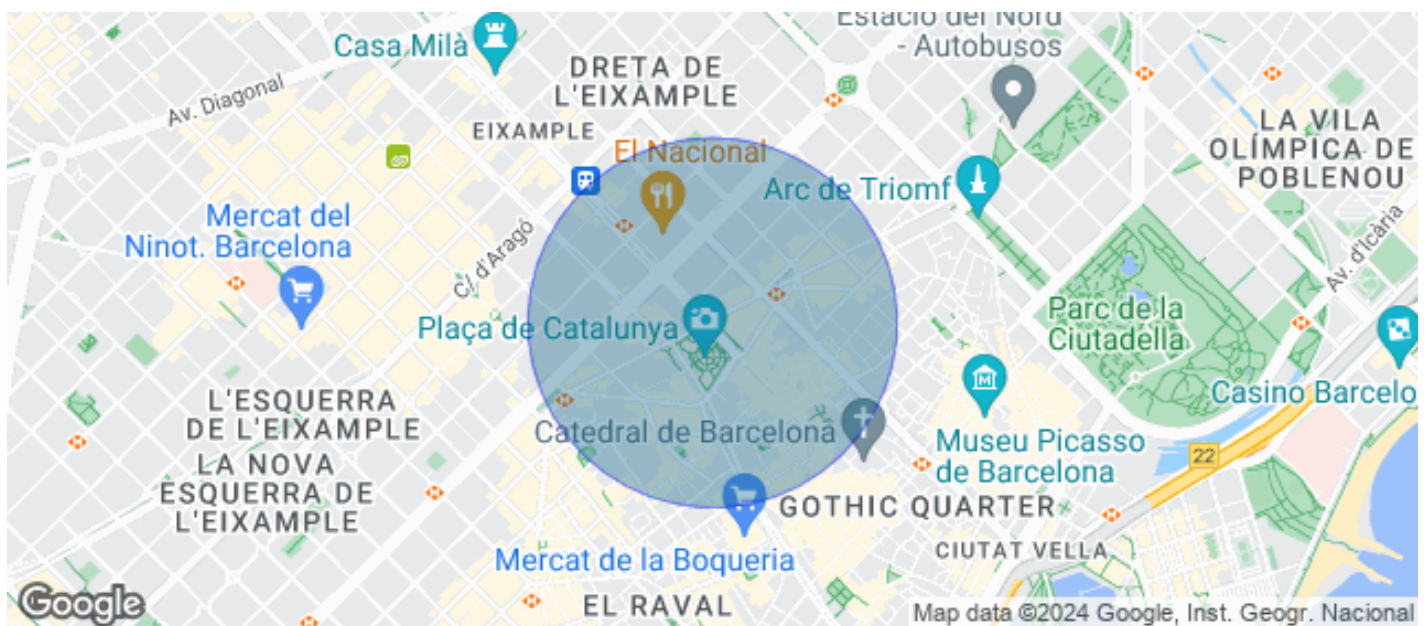 Estació del Nord
- Autobusos
Casa Milà
DRETA DE
L'EIXAMPLE
Av. Diagonal
EIXAMPLE
LA VILA
OLÍMPICA DE
POBLENOU
El Nacional
Arc de Triomf
Mercat del
Ninot. Barcelona
C/ d'Aragó
Av. d'Icària
Plaça de Catalunya
Parc de la
Ciutadella
Casino Barcelo
L'ESQUERRA
DE L'EIXAMPLE
Catedral de Barcelona
Museu Picasso
de Barcelona
22
LA NOVA
ESQUERRA DE
L'EIXAMPLE
GOTHIC QUARTER
Mercat de la Boqueria
CIUTAT VELLA
EL RAVAL
Google
Map data ©2024 Google, Inst. Geogr. Nacional